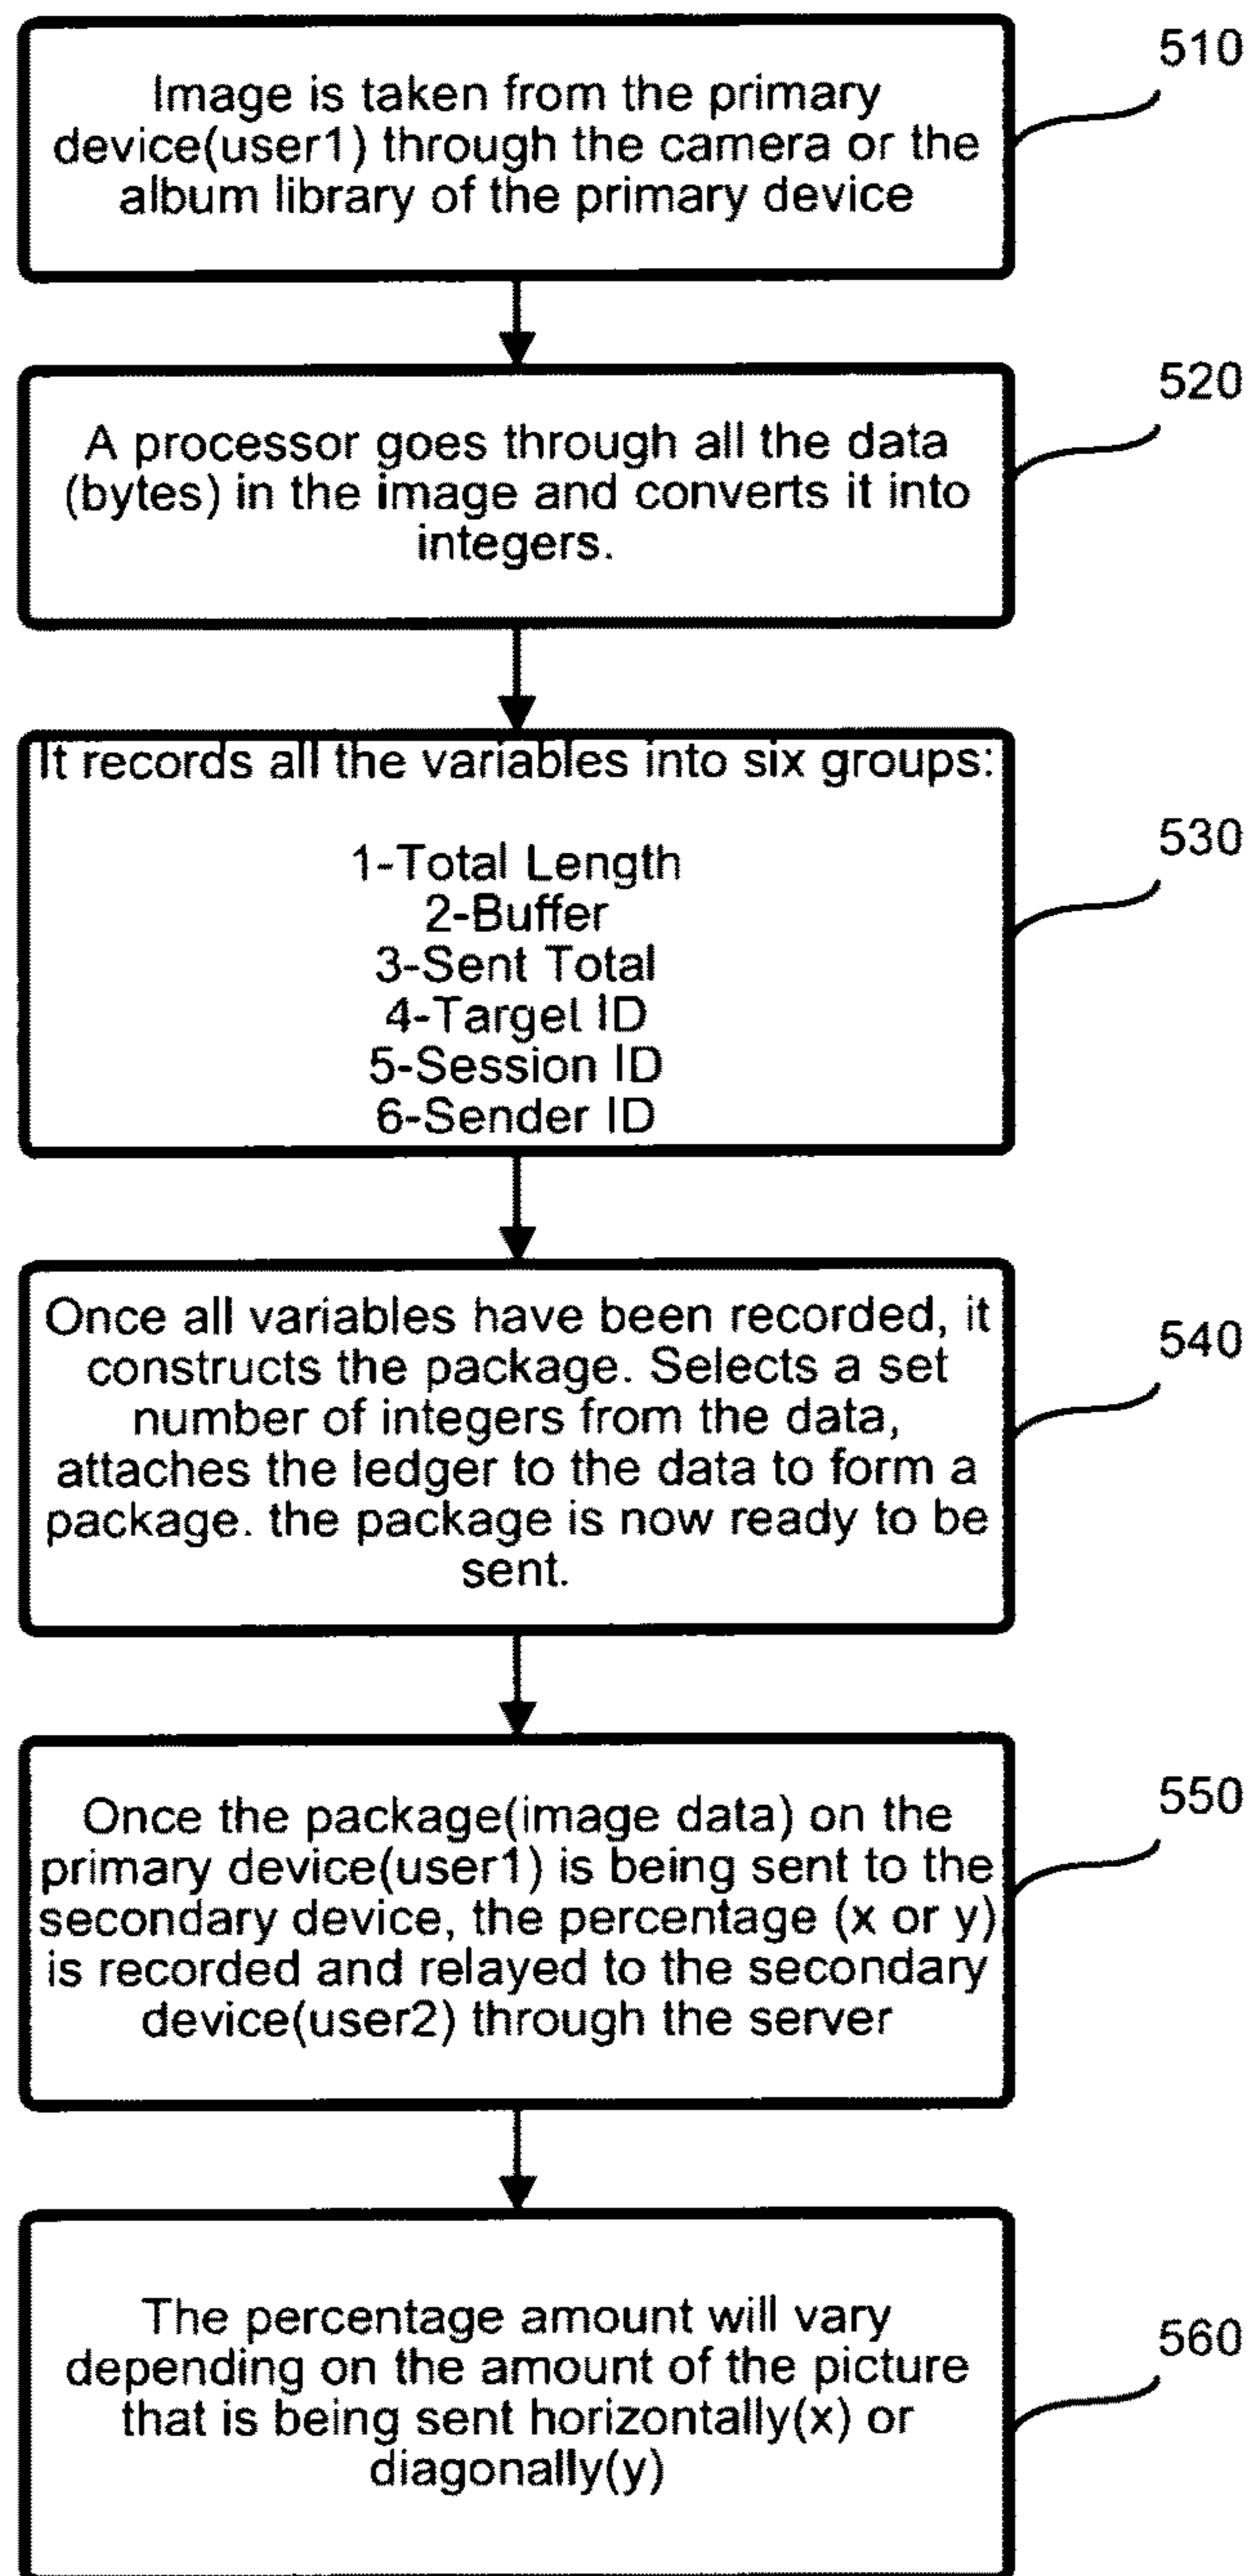 510
Image is taken from the primary
device(user1) through the camera or the
album library of the primary device
520
A processor goes through all the data
(bytes) in the image and converts it into
integers.
530
It records all the variables into six groups:
1-Total Length
2-Buffer
3-Sent Total
4-Target ID
5-Session ID
6-Sender ID
540
Once all variables have been recorded, it
constructs the package. Selects a set
number of integers from the data,
attaches the ledger to the data to form a
package. the package is now ready to be
sent.
550
Once the package(image data) on the
primary device(user1) is being sent to the
secondary device, the percentage (x or y)
is recorded and relayed to the secondary
device(user2) through the server
560
The percentage amount will vary
depending on the amount of the picture
that is being sent horizontally(x) or
diagonally(y)